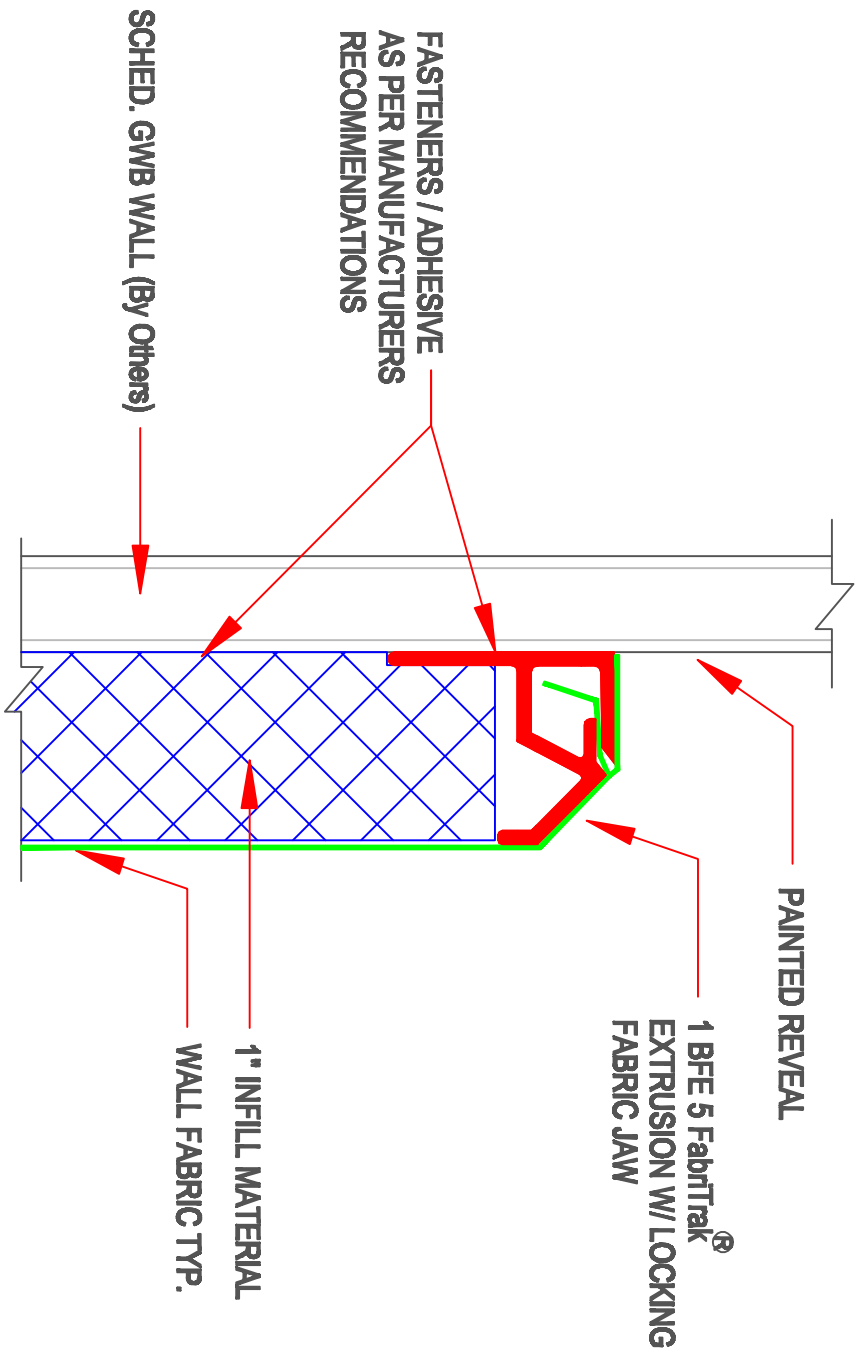 PAINTED REVEAL
1 BFE 5 FabriTrak®
EXTRUSION W/ LOCKING
FABRIC JAW
FASTENERS / ADHESIVE
AS PER MANUFACTURERS
RECOMMENDATIONS
1" INFILL MATERIAL
WALL FABRIC TYP.
SCHED. GWB WALL (By Others)